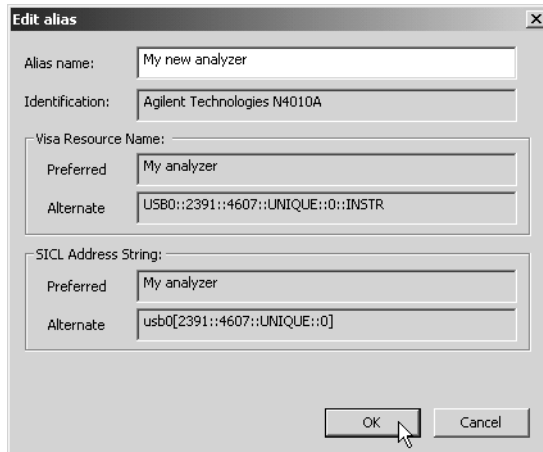 Edit alias
Alias name: My new analyzer
Identification: Agilent Technologies N4010A
Visa Resource Name:
Preferred My analyzer
Alternate USB0::2391::4607::UNIQUE::0::INSTR
SICL Address String:
Preferred My analyzer
Alternate usb0[2391::4607::UNIQUE::0]
OK Cancel